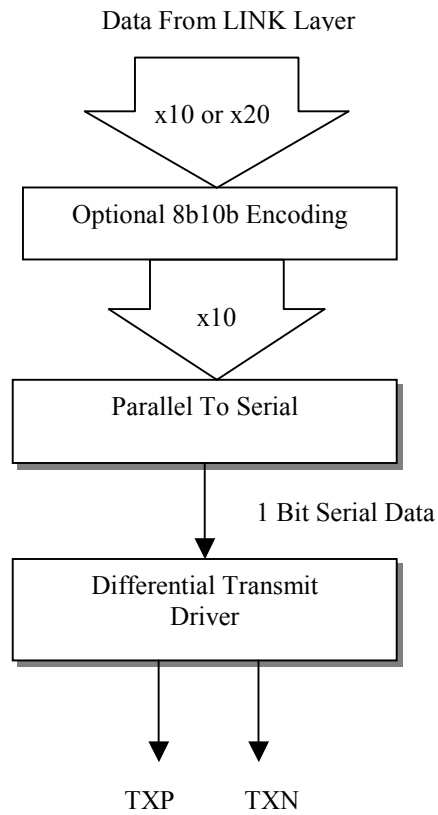 Data From LINK Layer
x10 or x20
Optional 8b10b Encoding
x10
Parallel To Serial
1 Bit Serial Data
Differential Transmit
Driver
TXP TXN